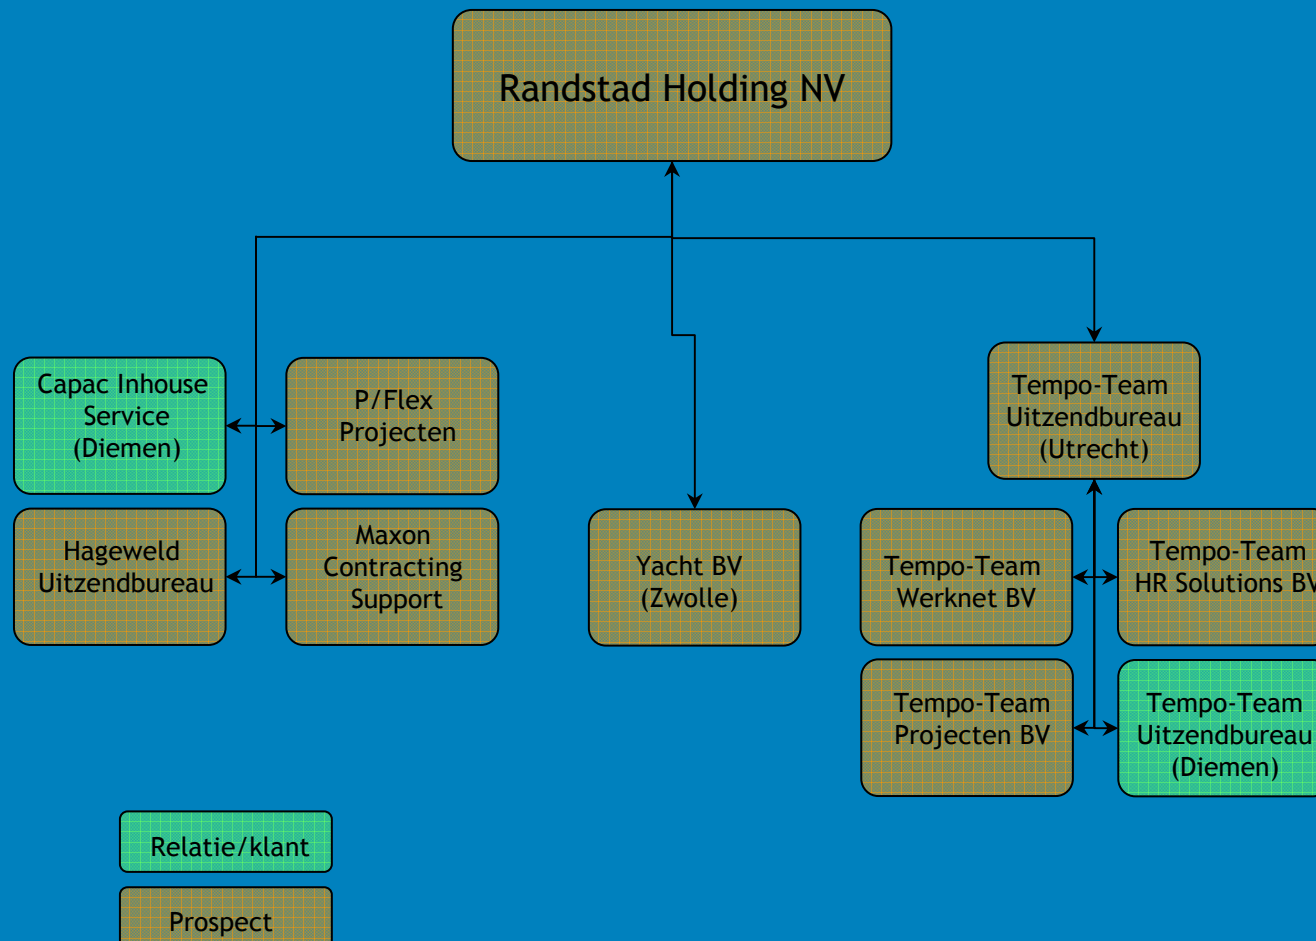 Randstad Holding NV
Capac Inhouse
Service
(Diemen)
P/Flex
Projecten
Hageweld
Uitzendbureau
Maxon
Contracting
Support
Yacht BV
(Zwolle)
Tempo-Team
Uitzendbureau
(Utrecht)
Tempo-Team
Werknet BV
Tempo-Team
HR Solutions BV
Tempo-Team
Projecten BV
Tempo-Team
Uitzendbureau
(Diemen)
Relatie/klant
Prospect